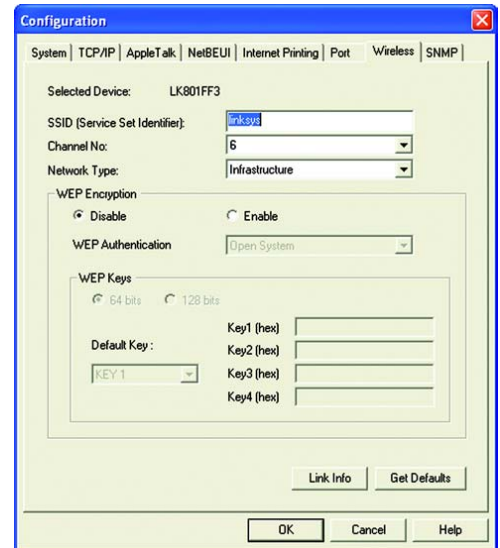 Configuration
System TCP/IP AppleTalk NetBEUI Internet Printing Port Wireless SNMP
Selected Device: LK801FF3
SSID (Service Set Identifier): linksys
Channel No: 6
Network Type: Infrastructure
WEP Encryption
Disable Enable
WEP Authentication Open System
WEP Keys
64 bits 128 bits
Key1 (hex)
Default Key :
Key2 (hex)
KEY 1
Key3 (hex)
Key4 (hex)
Link Info Get Defaults
OK Cancel Help